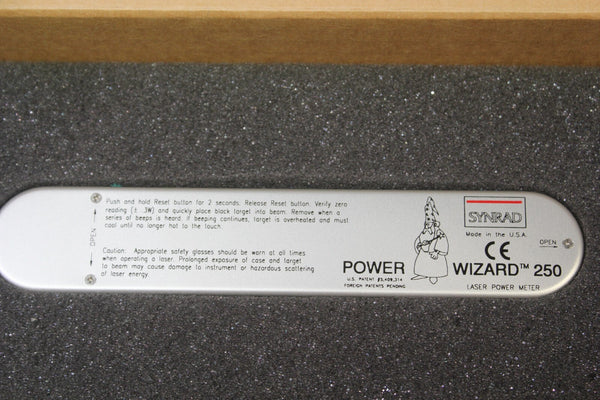 Push and hold Reset button for 2 seconds; Release Reset button. Verify zero
reading (± .3W) and quickly place black target into beam. Remove when a
series of beeps is heard. If beeping continues, target is overheated and must
cool until no longer hot to the touch.
OPEN
Caution: Appropriate safety glasses should be worn at all times
when operating a laser. Prolonged exposure of case and target
to beam may cause damage to instrument or hazardous scattering
of laser energy.
SYNRAD
Made in the U.S.A.
CE
OPEN
POWER WIZARD™ 250
U.S. PATENT #5,409,314
FOREIGN PATENTS PENDING
LASER POWER METER